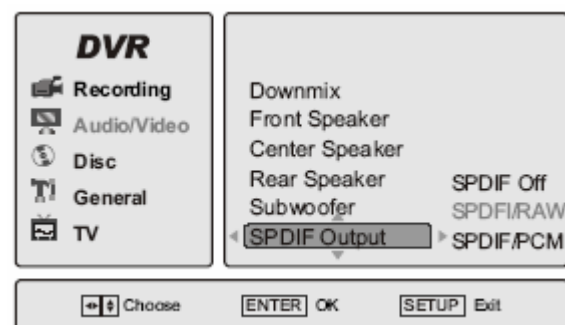 DVR
Recording
Audio/Video
Disc
General
TV
Downmix
Front Speaker
Center Speaker
Rear Speaker
Subwoofer
SPDIF Output
SPDIF Off
SPDFI/RAW
SPDIF/PCM
Choose
ENTER OK
SETUP Exit